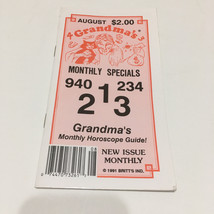 AUGUST $2.00
Grandma's
MONTHLY SPECIALS
940 1 234
2 3
Grandma's
Monthly Horoscope Guide!
NEW ISSUE
MONTHLY
© 1991 BRITT'S INC.